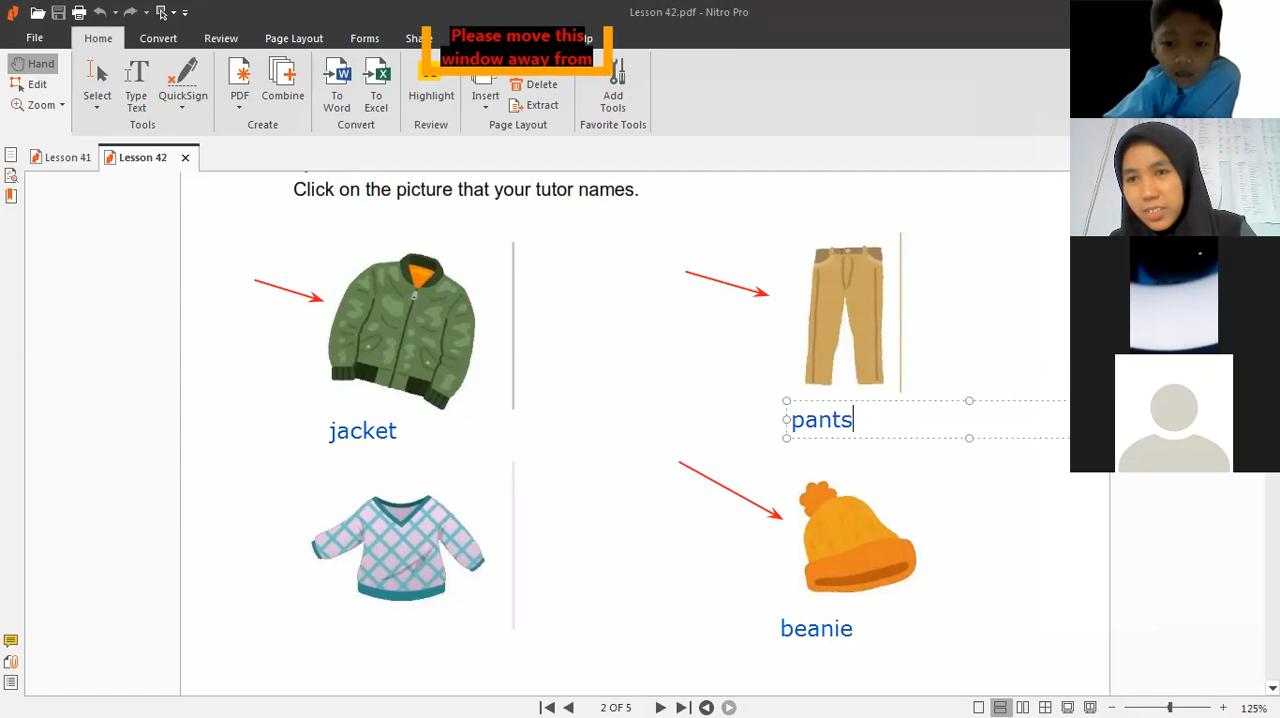 Lesson 42.pdf - Nitro Pro
File
Home
Convert
Review
Page Layout
Forms
Sha
lp
Please move this
window away from
Hand
Edit
Zoom
Select
Type
Text
QuickSign
Tools
PDF
Combine
Create
To
Word
To
Excel
Convert
Highlight
Review
Insert
Delete
Extract
Page Layout
Add
Tools
Favorite Tools
Lesson 41
Lesson 42
Click on the picture that your tutor names.
jacket
pants
beanie
2 OF 5
125%